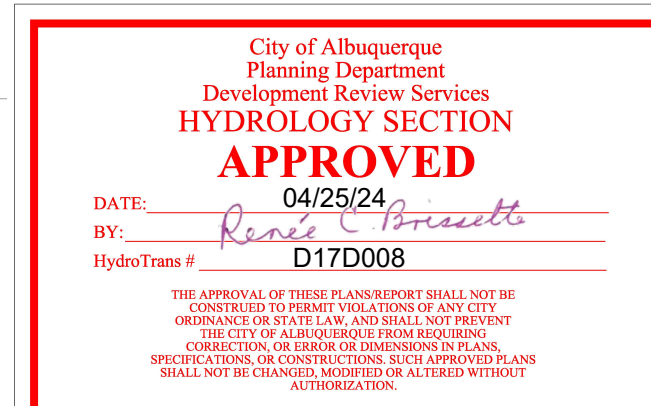 City of Albuquerque
Planning Department
Development Review Services
HYDROLOGY SECTION
APPROVED
DATE: 04/25/24
BY: Renée C. Brissette
HydroTrans # D17D008
THE APPROVAL OF THESE PLANS/REPORT SHALL NOT BE
CONSTRUED TO PERMIT VIOLATIONS OF ANY CITY
ORDINANCE OR STATE LAW, AND SHALL NOT PREVENT
THE CITY OF ALBUQUERQUE FROM REQUIRING
CORRECTION, OR ERROR OR DIMENSIONS IN PLANS,
SPECIFICATIONS, OR CONSTRUCTIONS. SUCH APPROVED PLANS
SHALL NOT BE CHANGED, MODIFIED OR ALTERED WITHOUT
AUTHORIZATION.